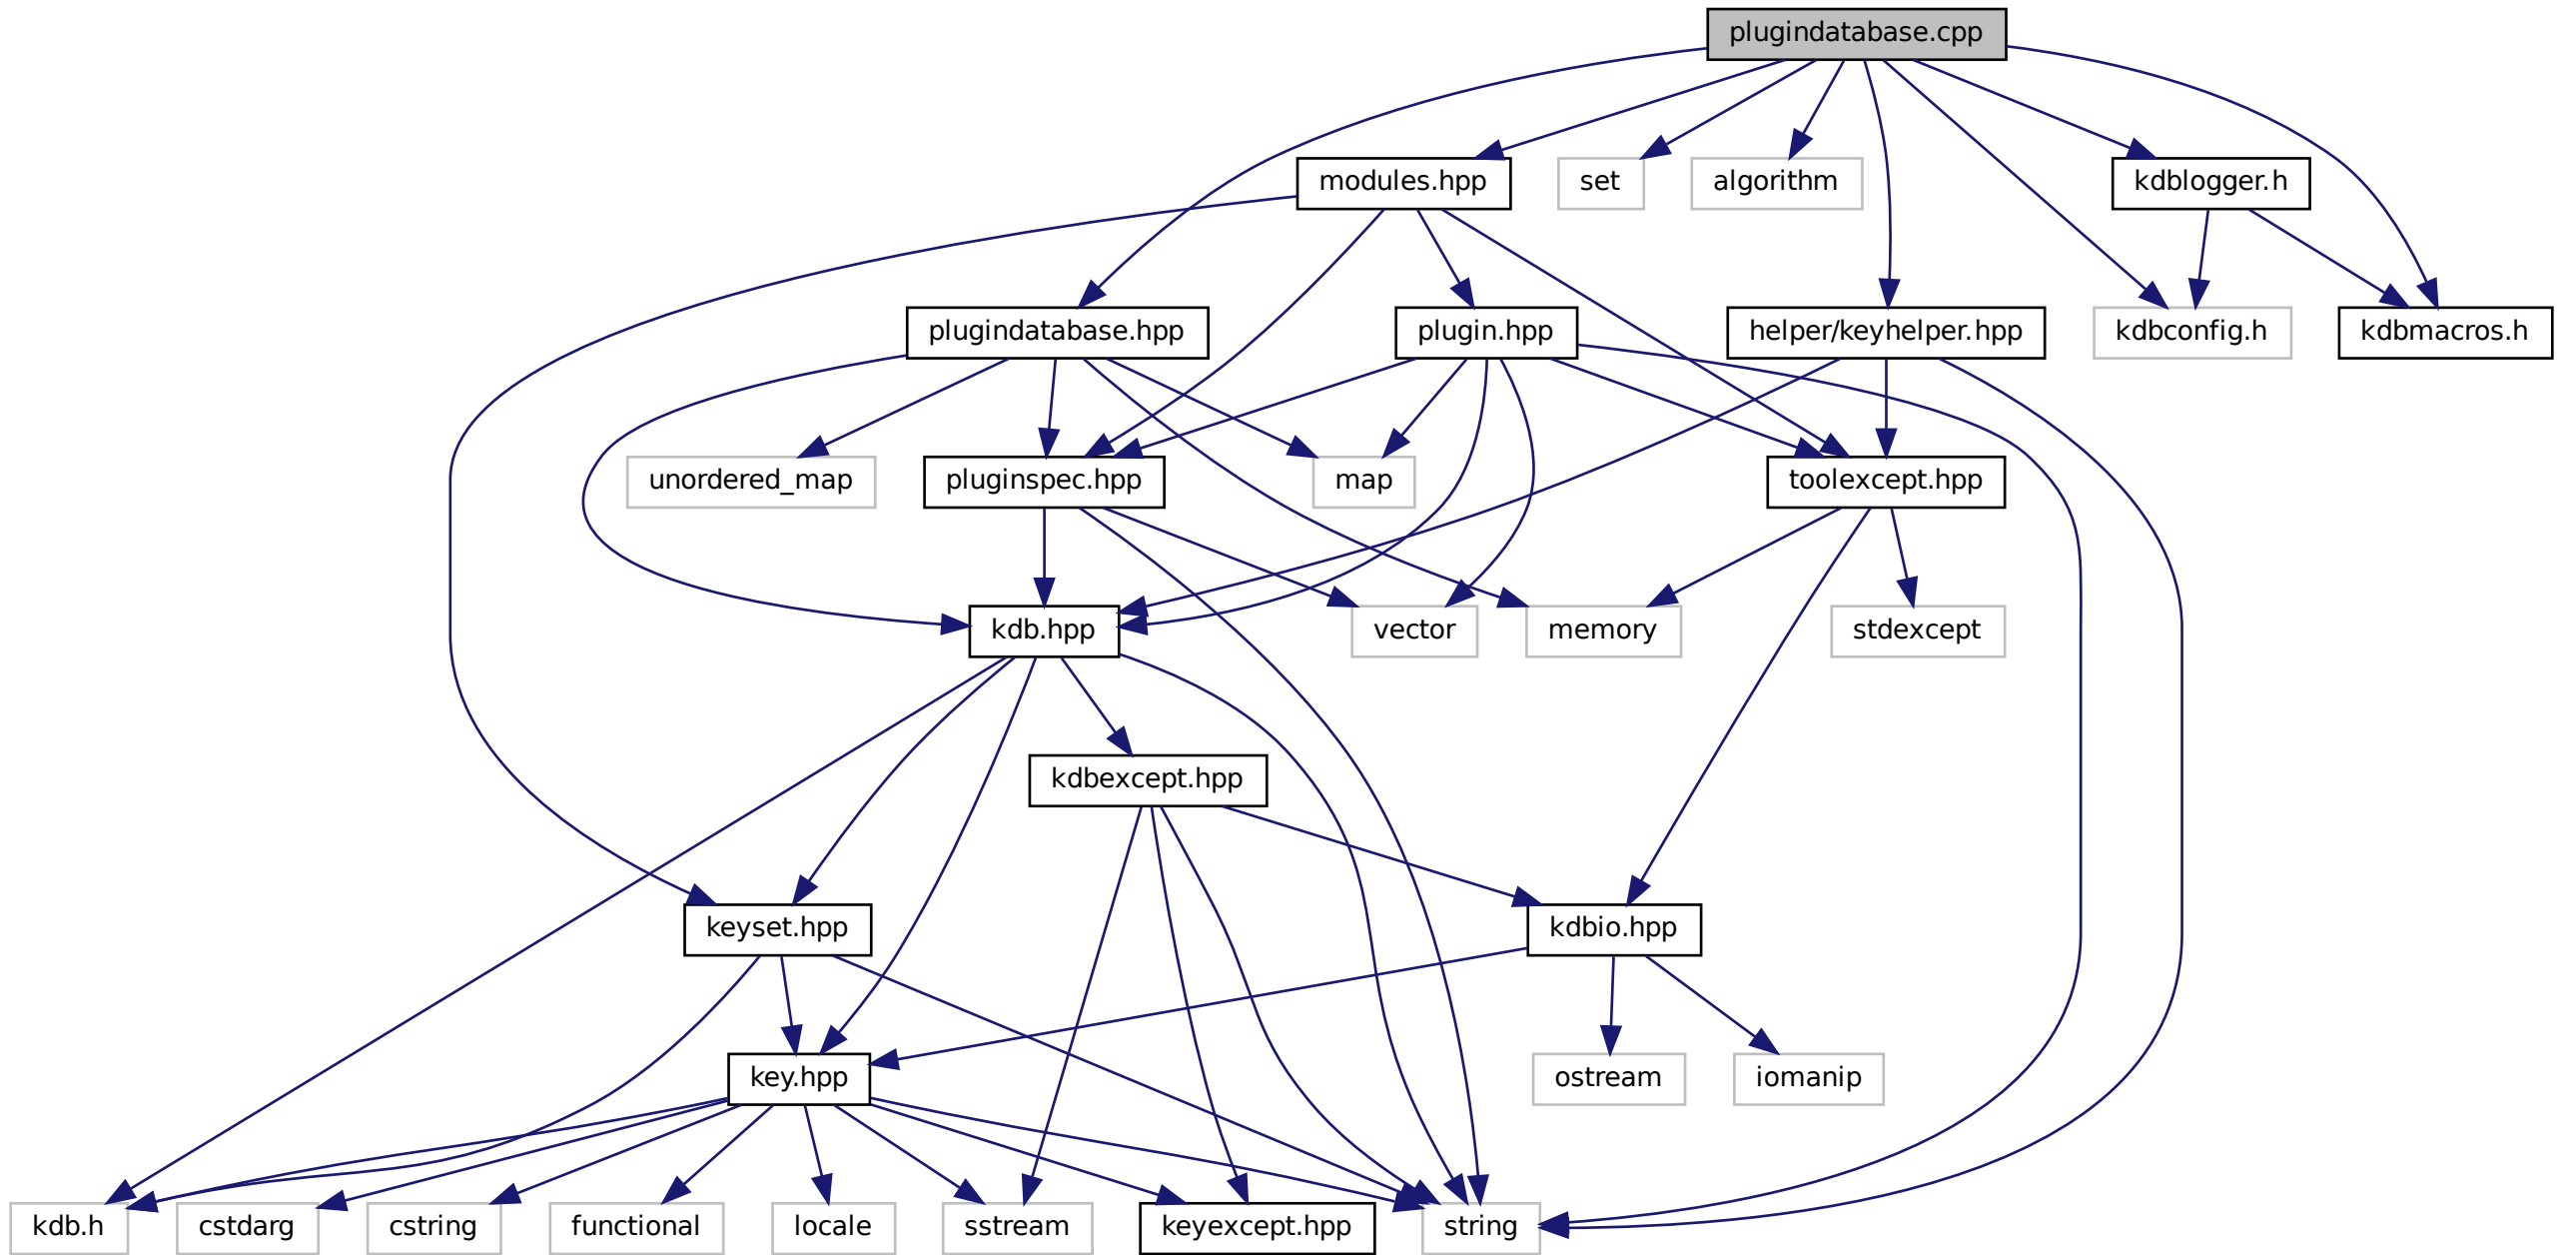 plugindatabase.cpp
modules.hpp
set
algorithm
kdblogger.h
plugindatabase.hpp
plugin.hpp
helper/keyhelper.hpp
kdbconfig.h
kdbmacros.h
unordered_map
pluginspec.hpp
map
toolexcept.hpp
kdb.hpp
vector
memory
stdexcept
kdbexcept.hpp
keyset.hpp
kdbio.hpp
key.hpp
ostream
iomanip
kdb.h
cstdarg
cstring
functional
locale
sstream
keyexcept.hpp
string